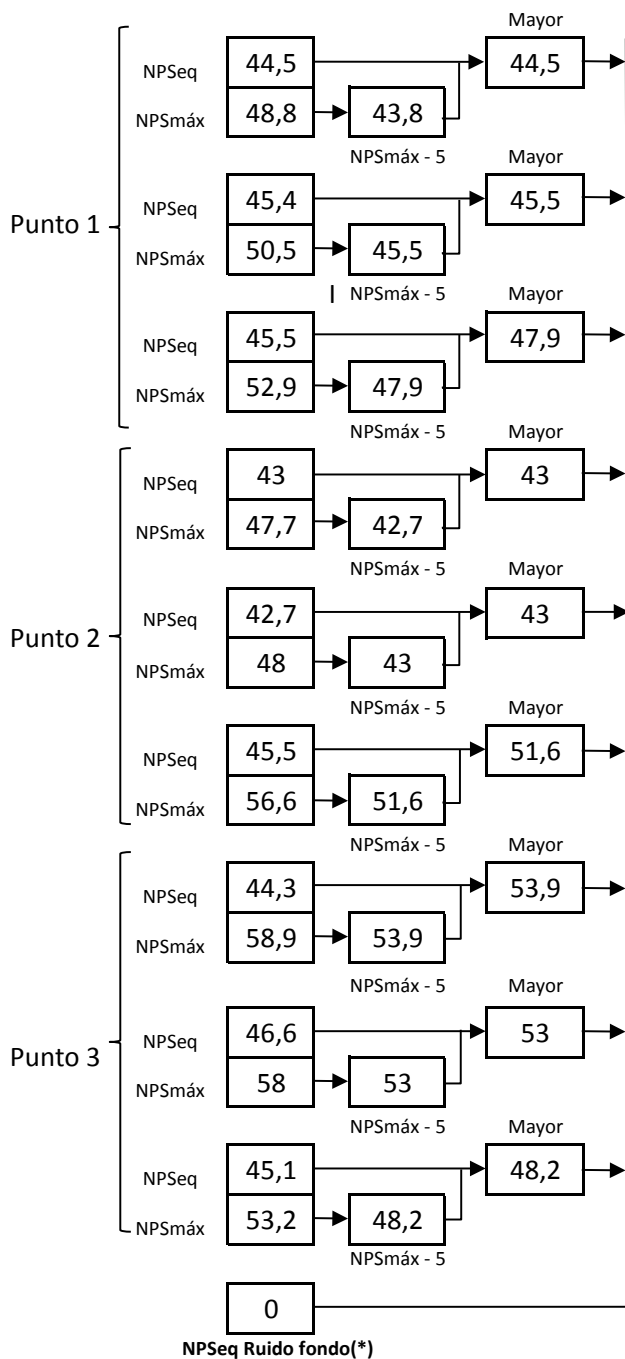 Mayor
NPSeq 44,5 44,5
NPSmáx 48,8 43,8
NPSmáx - 5
Mayor
NPSeq 45,4 45,5
Punto 1
NPSmáx 50,5 45,5
| NPSmáx - 5 Mayor
NPSeq 45,5 47,9
NPSmáx 52,9 47,9
NPSmáx - 5 Mayor
NPSeq 43 43
NPSmáx 47,7 42,7
NPSmáx - 5 Mayor
NPSeq 42,7 43
Punto 2
NPSmáx 48 43
NPSmáx - 5 Mayor
NPSeq 45,5 51,6
NPSmáx 56,6 51,6
NPSmáx - 5 Mayor
NPSeq 44,3 53,9
NPSmáx 58,9 53,9
NPSmáx - 5 Mayor
NPSeq 46,6 53
Punto 3
NPSmáx 58 53
NPSmáx - 5 Mayor
NPSeq 45,1 48,2
NPSmáx 53,2 48,2
NPSmáx - 5
0
NPSeq Ruido fondo(*)